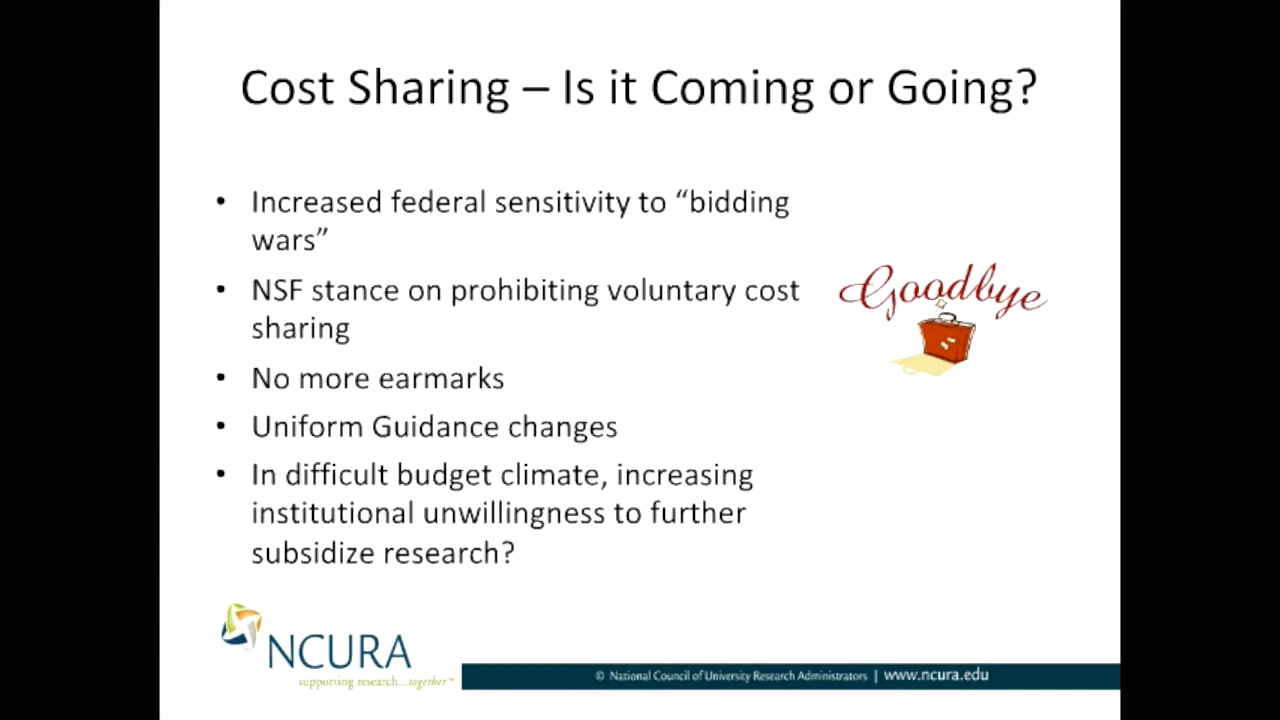 Cost Sharing – Is it Coming or Going?
• Increased federal sensitivity to “bidding
wars”
• NSF stance on prohibiting voluntary cost
sharing
• No more earmarks
• Uniform Guidance changes
• In difficult budget climate, increasing
institutional unwillingness to further
subsidize research?
Goodbye
NCURA
supporting research...together™
© National Council of University Research Administrators | www.ncura.edu